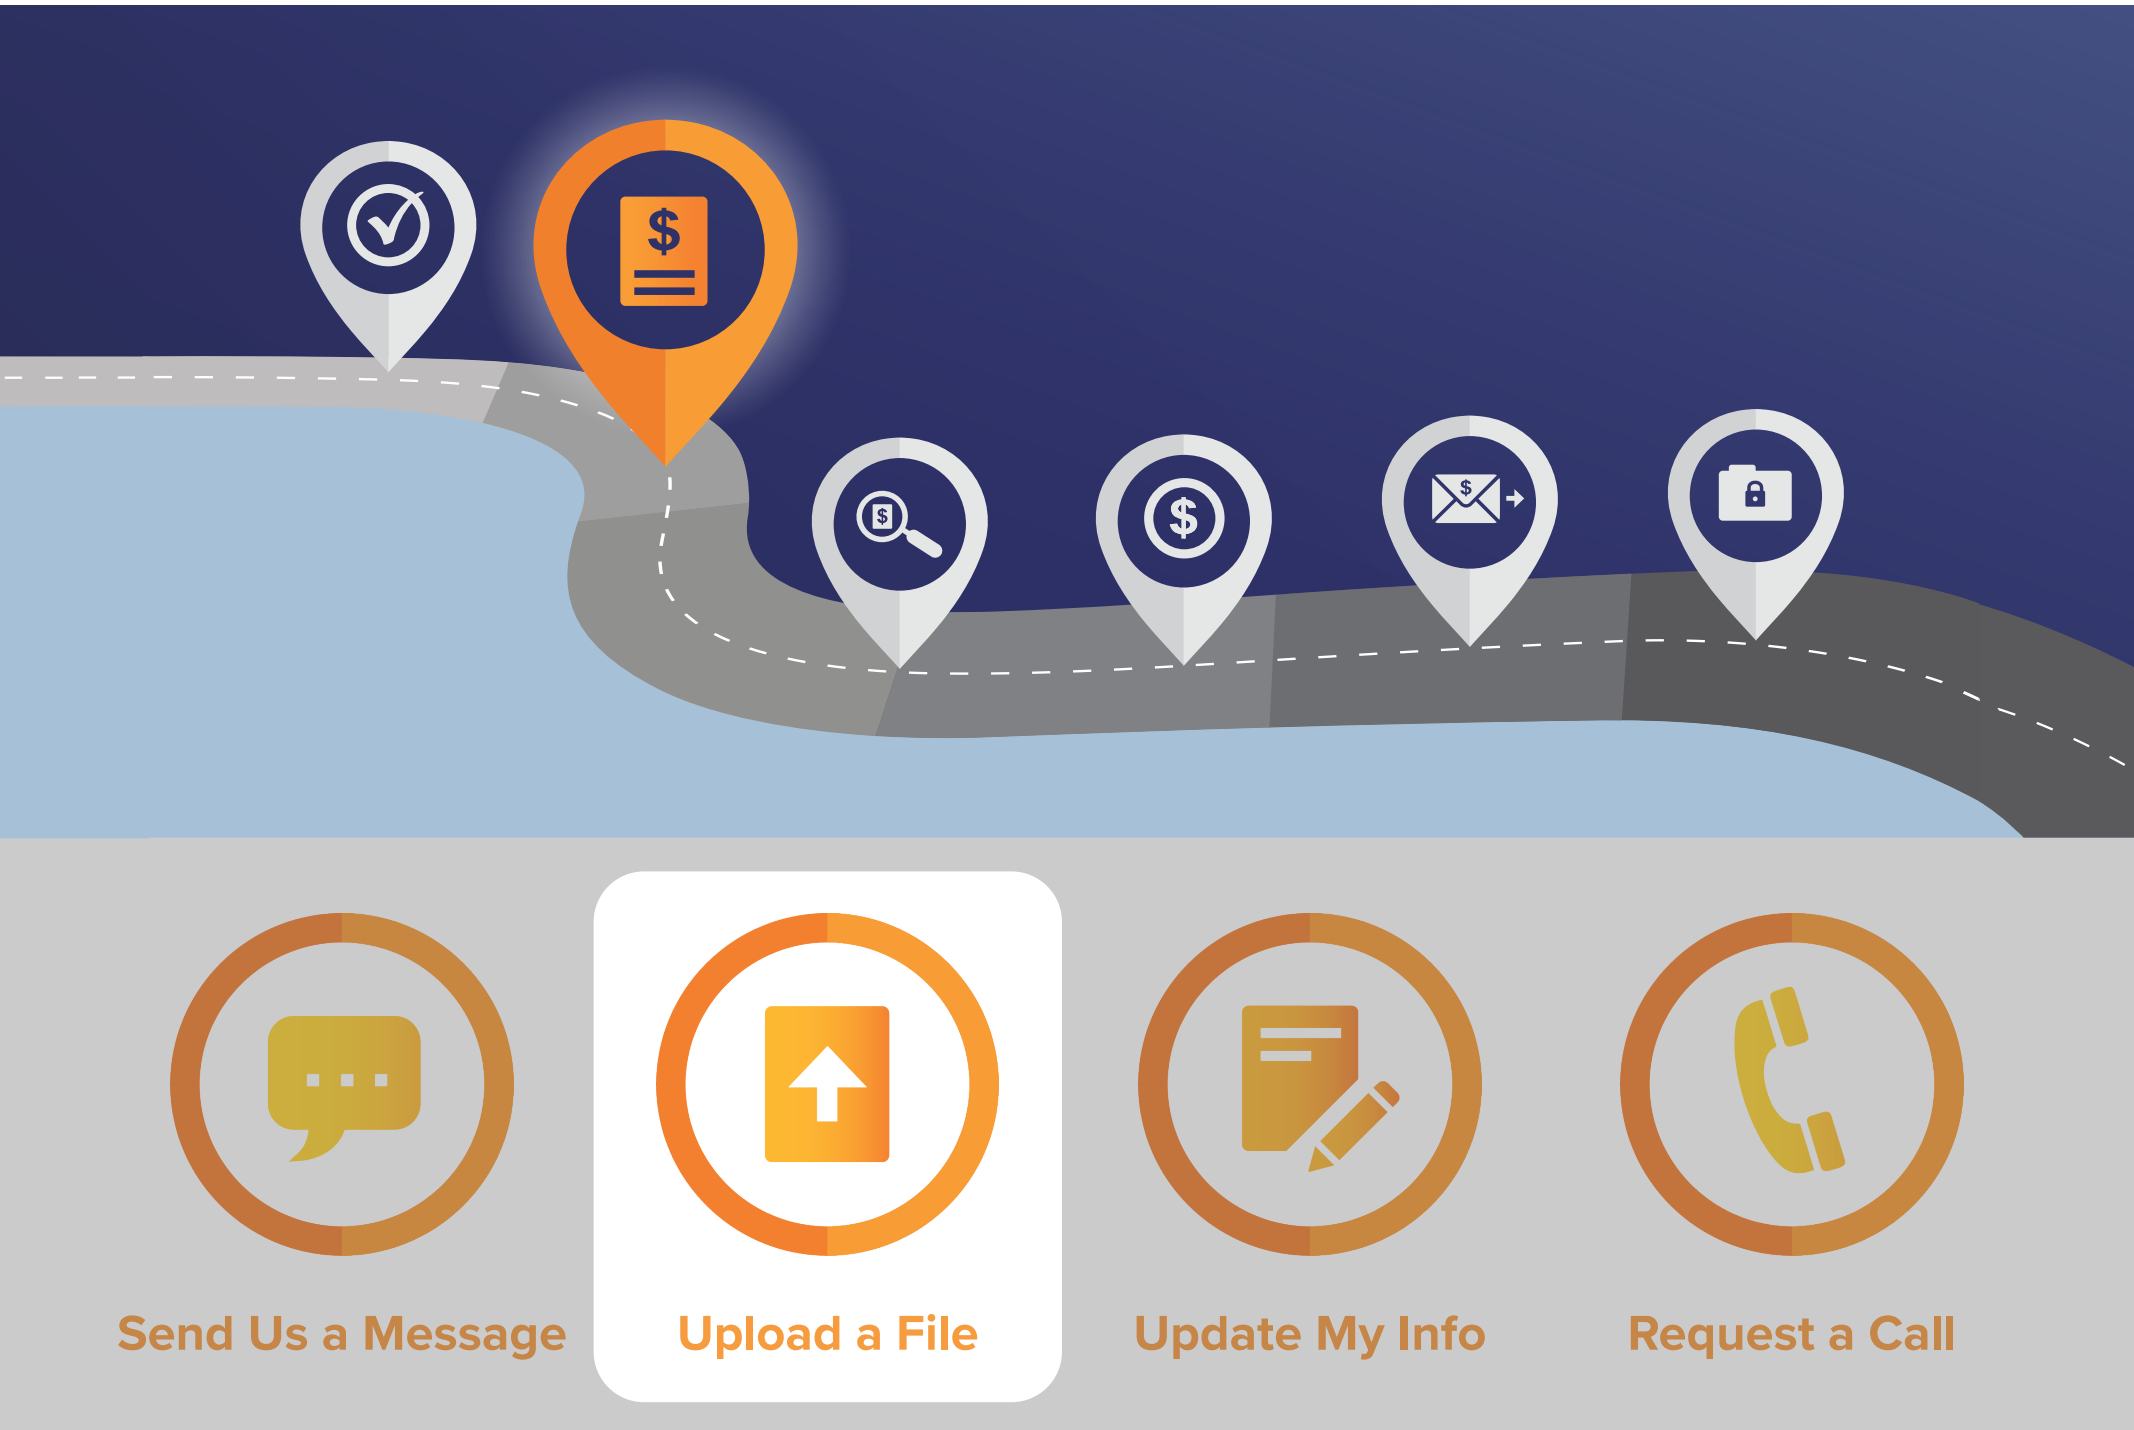 $
$
$
$
Send Us a Message
Upload a File
Update My Info
Request a Call